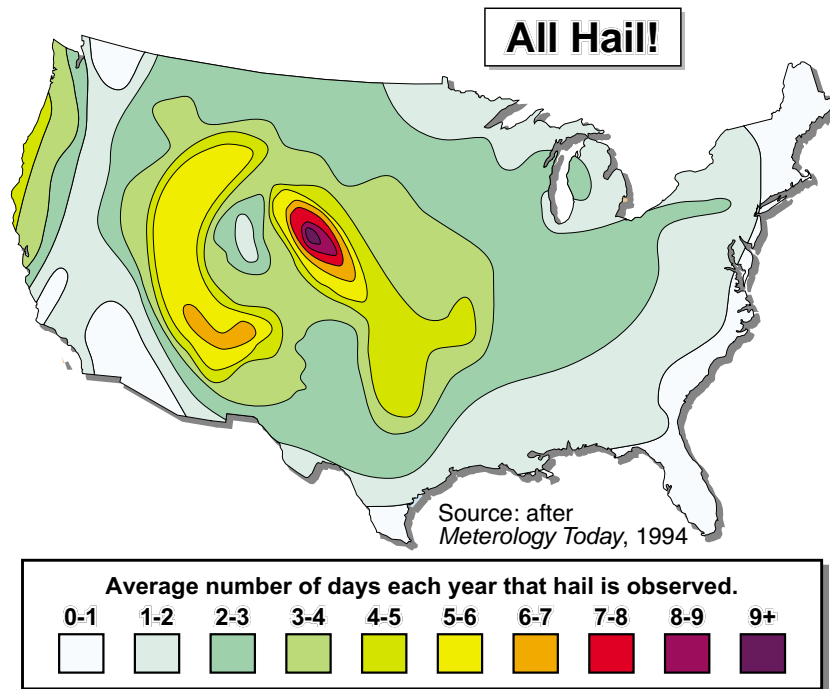 All Hail!
Source: after
Meterology Today, 1994
Average number of days each year that hail is observed.
0-1 1-2 2-3 3-4 4-5 5-6 6-7 7-8 8-9 9+